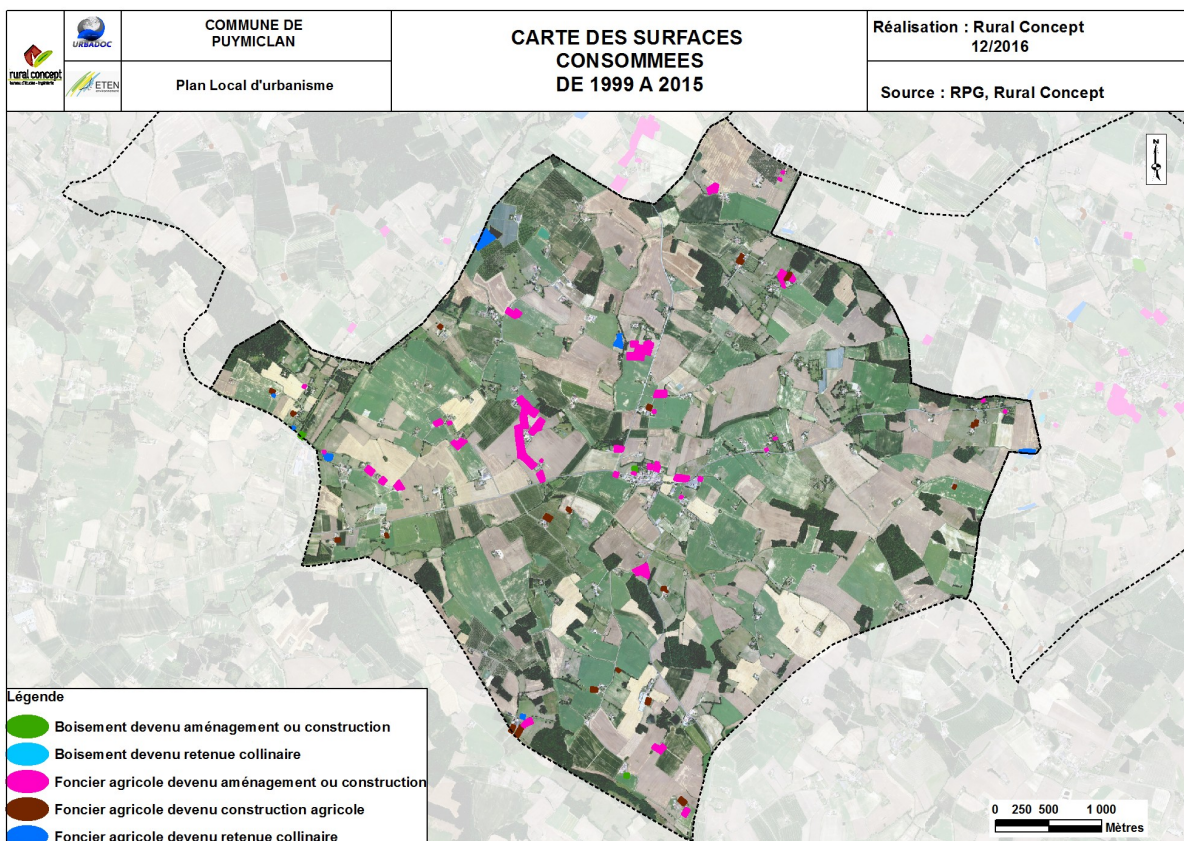 rural concept
URBADOC
ETEN
COMMUNE DE
PUYMICLAN
Plan Local d'urbanisme
CARTE DES SURFACES
CONSOMMEES
DE 1999 A 2015
Réalisation : Rural Concept
12/2016
Source : RPG, Rural Concept
N
Légende
Boisement devenu aménagement ou construction
Boisement devenu retenue collinaire
Foncier agricole devenu aménagement ou construction
Foncier agricole devenu construction agricole
Foncier agricole devenu retenue collinaire
0 250 500 1 000
Mètres